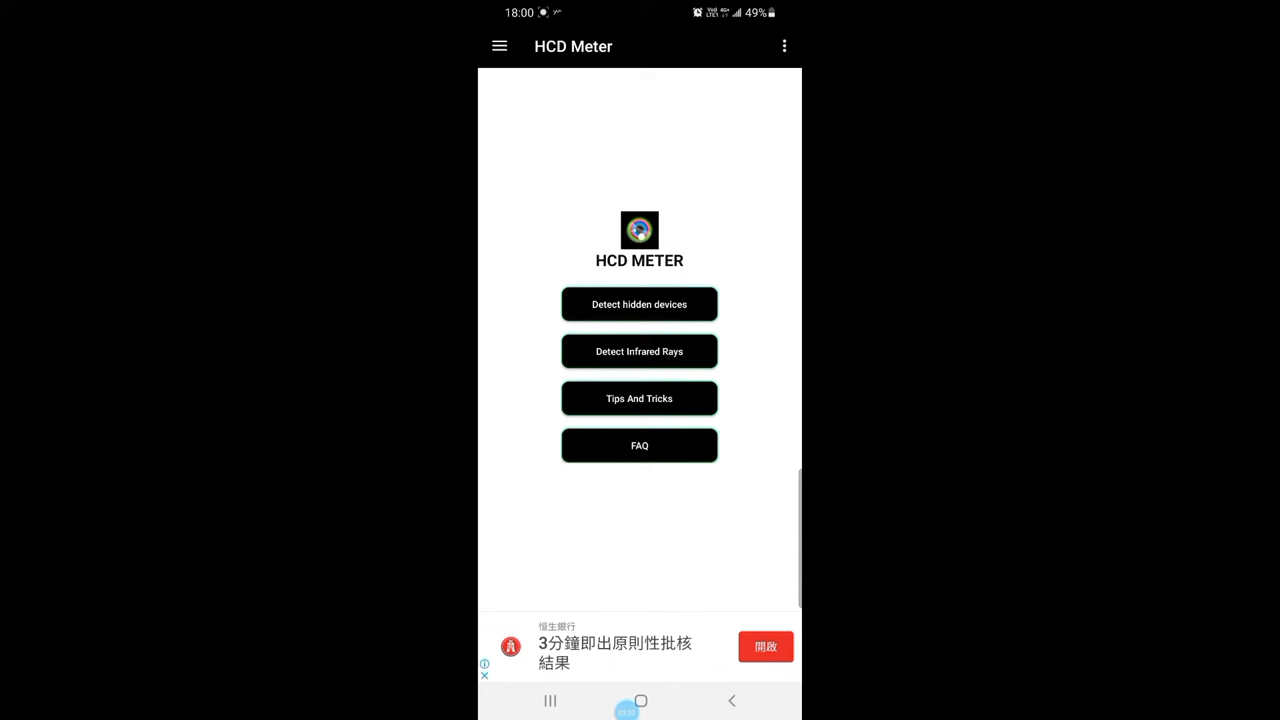 18:00
49%
HCD Meter
HCD METER
Detect hidden devices
Detect Infrared Rays
Tips And Tricks
FAQ
恒生銀行
3分鐘即出原則性批核
結果
開啟